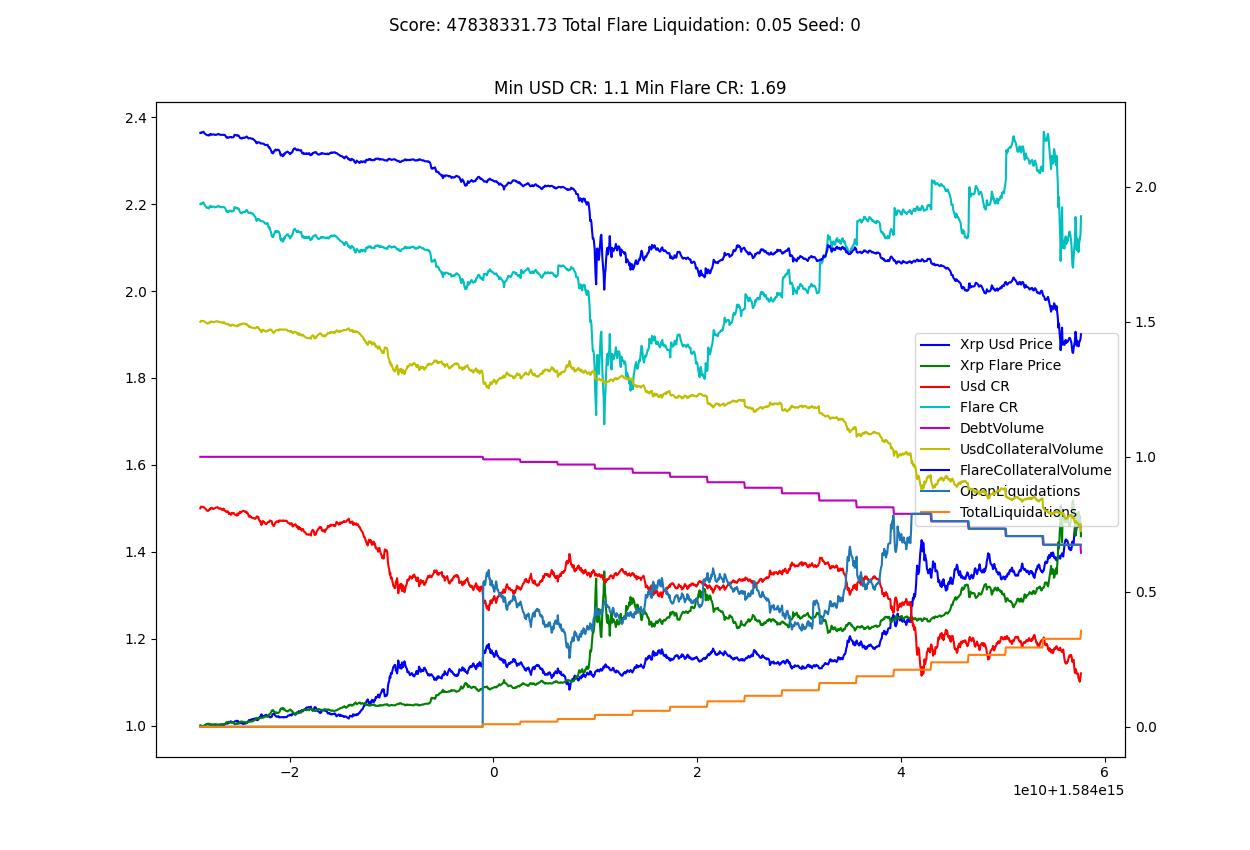 Score: 47838331.73 Total Flare Liquidation: 0.05 Seed: 0
Min USD CR: 1.1 Min Flare CR: 1.69
2.4
2.2
2.0
1.8
1.6
1.4
1.2
1.0
2.0
1.5
1.0
0.5
0.0
Xrp Usd Price
Xrp Flare Price
Usd CR
Flare CR
DebtVolume
UsdCollateralVolume
FlareCollateralVolume
OpenLiquidations
TotalLiquidations
−2
0
2
4
6
1e10+1.584e15